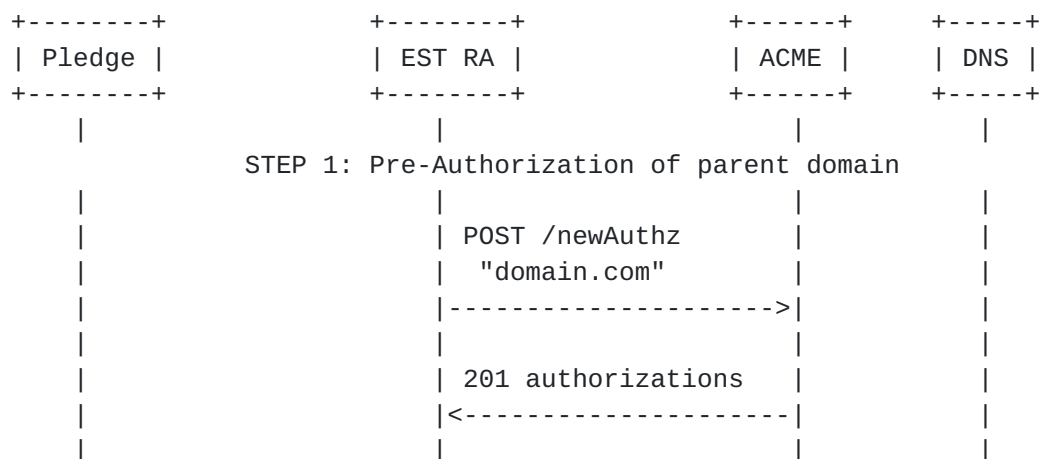 Pledge EST RA ACME DNS
STEP 1: Pre-Authorization of parent domain
POST /newAuthz
"domain.com"
201 authorizations